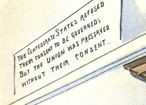 THE CONFEDERATE STATES REFUSED
THEIR CONSENT TO BE GOVERNED;
BUT THE UNION WAS PRESERVED
WITHOUT THEIR CONSENT.